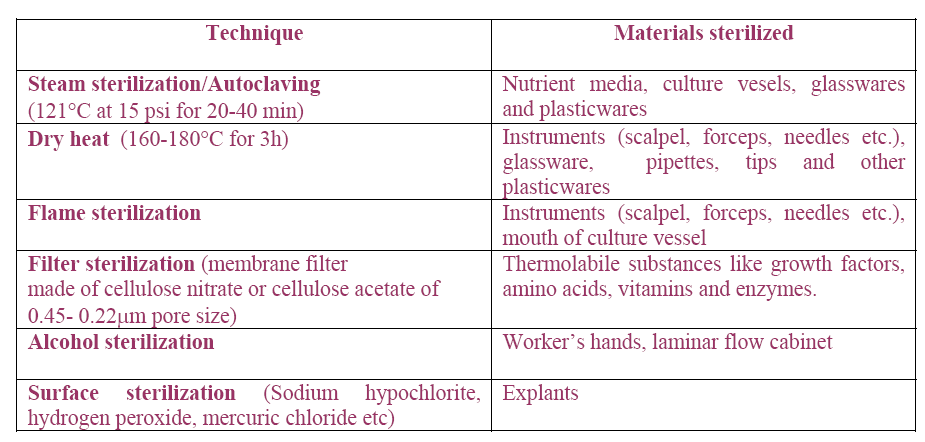 Technique
Materials sterilized
Steam sterilization/Autoclaving
(121°C at 15 psi for 20-40 min)
Nutrient media, culture vesels, glasswares
and plasticwares
Dry heat (160-180°C for 3h)
Instruments (scalpel, forceps, needles etc.),
glassware, pipettes, tips and other
plasticwares
Flame sterilization
Instruments (scalpel, forceps, needles etc.),
mouth of culture vessel
Filter sterilization (membrane filter
made of cellulose nitrate or cellulose acetate of
0.45- 0.22μm pore size)
Thermolabile substances like growth factors,
amino acids, vitamins and enzymes.
Alcohol sterilization
Worker’s hands, laminar flow cabinet
Surface sterilization (Sodium hypochlorite,
hydrogen peroxide, mercuric chloride etc)
Explants